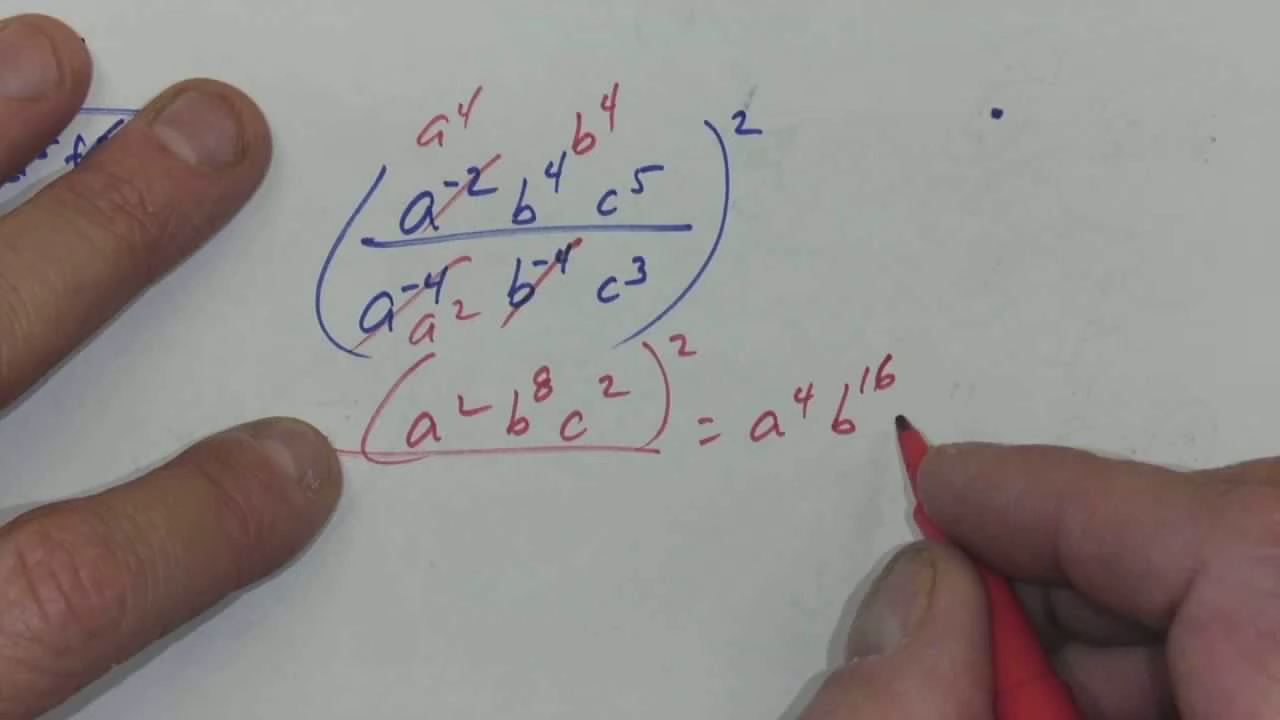 a⁴ b⁴
(a⁻² b⁴ c⁵ / a⁻⁴ b⁻⁴ c³)²
a²
(a² b⁸ c²)² = a⁴ b¹⁶